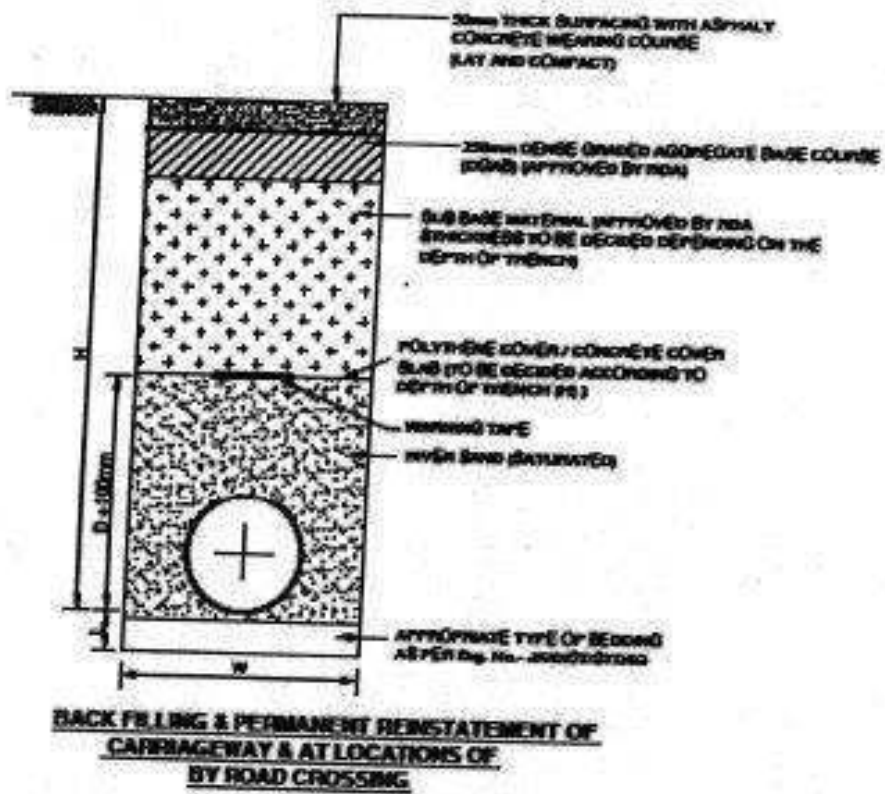 THICK SURFACING WITH ASPHALT
CONCRETE WEARING COURSE
(LAY AND COMPACT)
DENSE GRADED AGGREGATE BASE COURSE
(DGAB) (APPROVED BY RDA)
SUB BASE MATERIAL (APPROVED BY RDA
THICKNESS TO BE DECIDED DEPENDING ON THE
DEPTH OF TRENCH)
H
POLYTHENE COVER / CONCRETE COVER
SLAB (TO BE DECIDED ACCORDING TO
DEPTH OF TRENCH (H) )
WARNING TAPE
RIVER SAND (SATURATED)
D + 100mm
APPROPRIATE TYPE OF BEDDING
AS PER Drg. No.-
W
BACK FILLING & PERMANENT REINSTATEMENT OF
CARRIAGEWAY & AT LOCATIONS OF
BY ROAD CROSSING